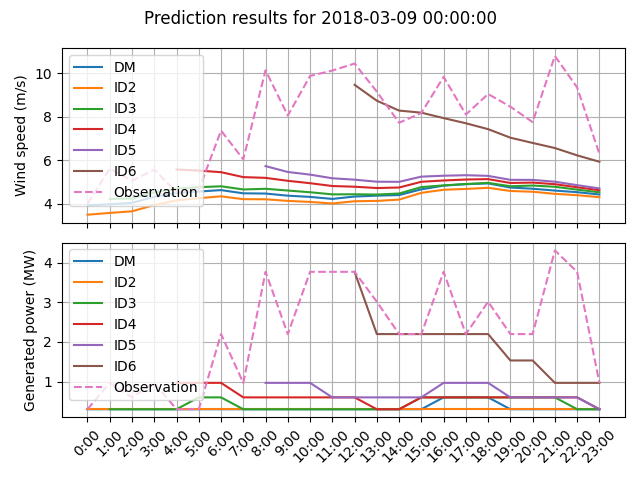 Prediction results for 2018-03-09 00:00:00
Wind speed (m/s)
10
8
6
4
DM
ID2
ID3
ID4
ID5
ID6
Observation
Generated power (MW)
4
3
2
1
DM
ID2
ID3
ID4
ID5
ID6
Observation
0:00 1:00 2:00 3:00 4:00 5:00 6:00 7:00 8:00 9:00 10:00 11:00 12:00 13:00 14:00 15:00 16:00 17:00 18:00 19:00 20:00 21:00 22:00 23:00